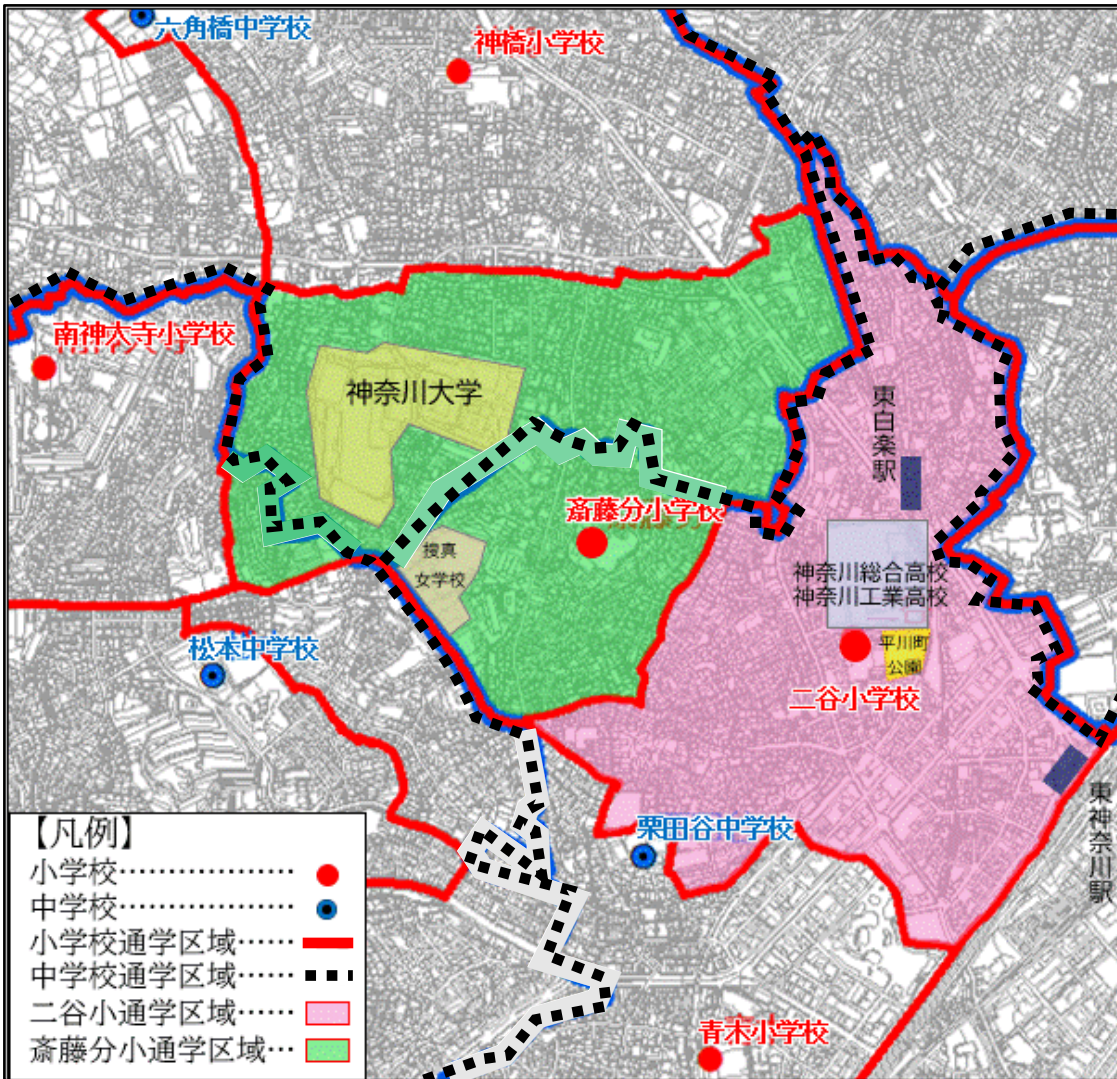 六角橋中学校
神橋小学校
南神大寺小学校
神奈川大学
東白楽駅
斎藤分小学校
捜真
女学校
神奈川総合高校
神奈川工業高校
平川町
公園
松本中学校
二谷小学校
栗田谷中学校
東神奈川駅
青木小学校
【凡例】
小学校………………
中学校………………
小学校通学区域……
中学校通学区域……
二谷小通学区域……
斎藤分小通学区域…